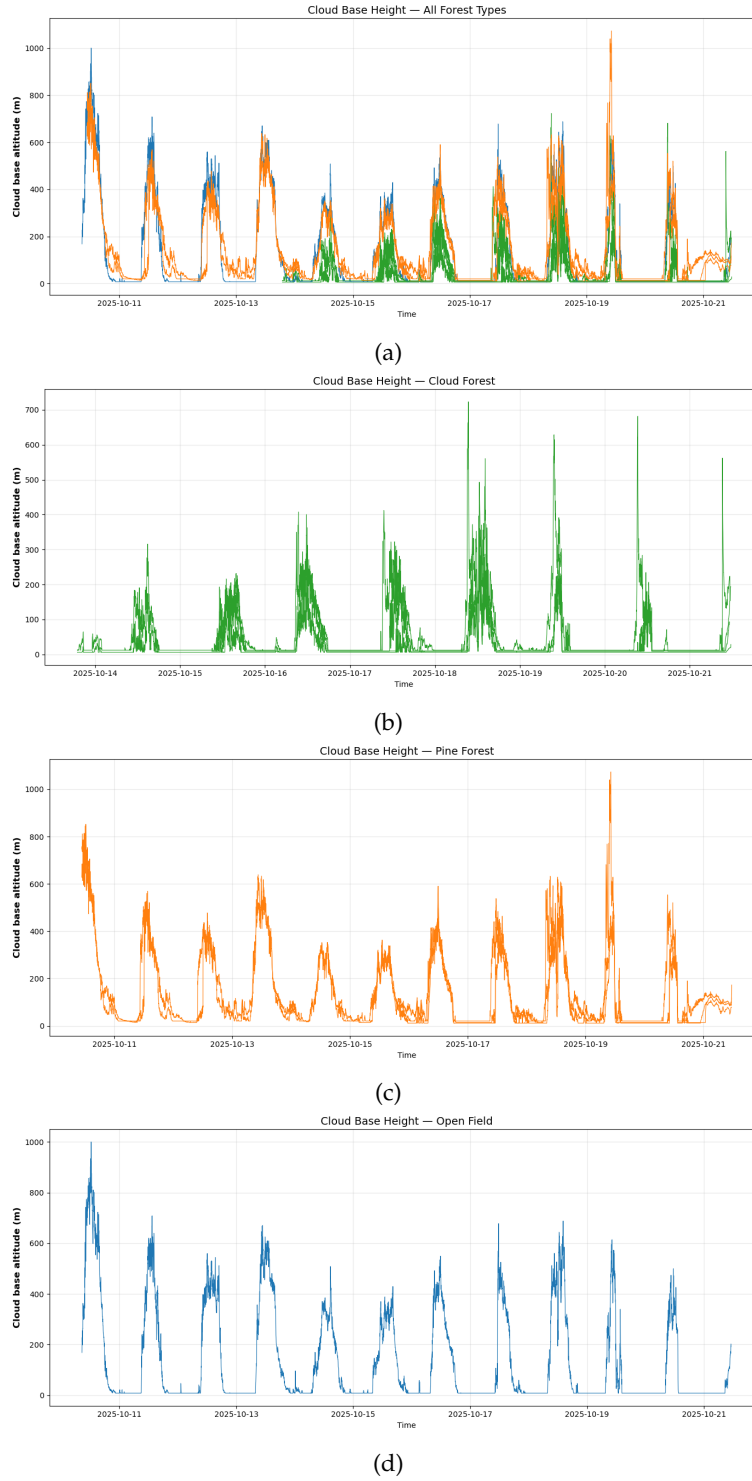 Cloud Base Height — All Forest Types
Cloud base altitude (m)
1000
800
600
400
200
0
2025-10-11 2025-10-13 2025-10-15 2025-10-17 2025-10-19 2025-10-21
Time
(a)
Cloud Base Height — Cloud Forest
Cloud base altitude (m)
700
600
500
400
300
200
100
0
2025-10-14 2025-10-15 2025-10-16 2025-10-17 2025-10-18 2025-10-19 2025-10-20 2025-10-21
Time
(b)
Cloud Base Height — Pine Forest
Cloud base altitude (m)
1000
800
600
400
200
0
2025-10-11 2025-10-13 2025-10-15 2025-10-17 2025-10-19 2025-10-21
Time
(c)
Cloud Base Height — Open Field
Cloud base altitude (m)
1000
800
600
400
200
0
2025-10-11 2025-10-13 2025-10-15 2025-10-17 2025-10-19 2025-10-21
Time
(d)